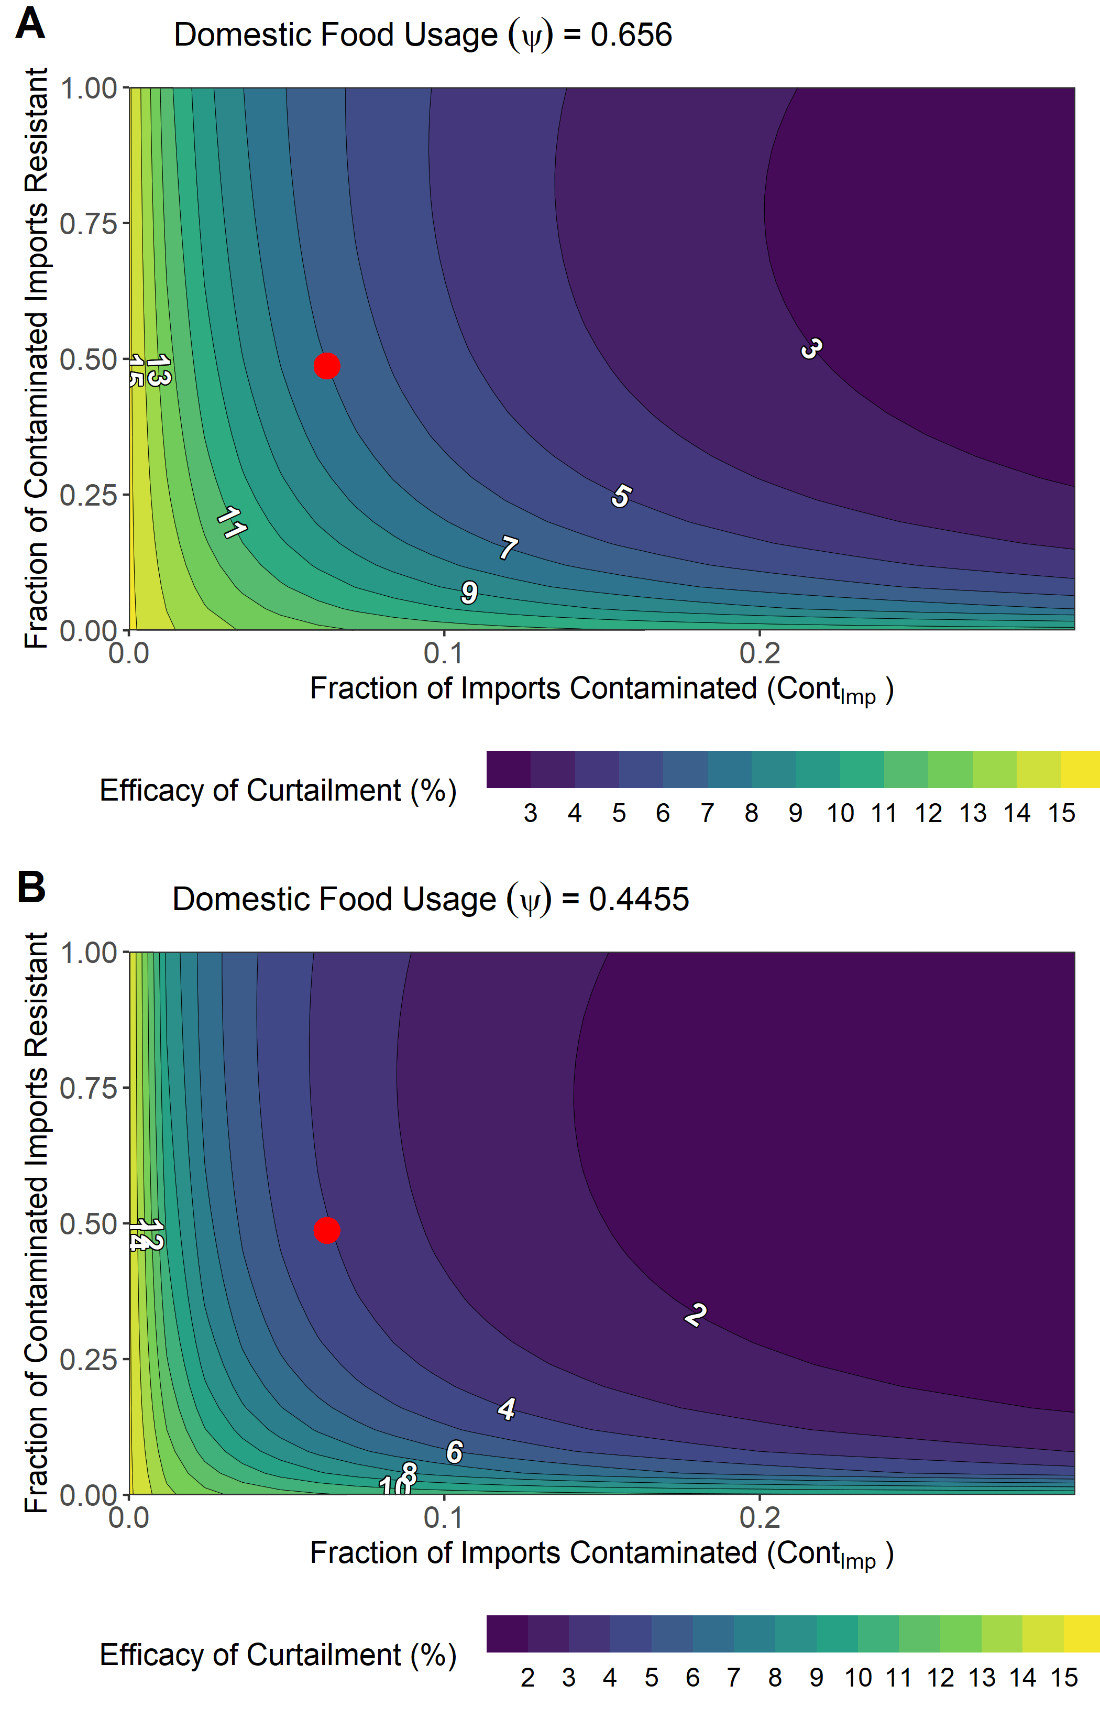 A
Domestic Food Usage (ψ) = 0.656
Fraction of Contaminated Imports Resistant
1.00
0.75
0.50
0.25
0.00
15
13
11
9
7
5
3
0.0
0.1
0.2
Fraction of Imports Contaminated (ContImp )
Efficacy of Curtailment (%)
3 4 5 6 7 8 9 10 11 12 13 14 15
B
Domestic Food Usage (ψ) = 0.4455
Fraction of Contaminated Imports Resistant
1.00
0.75
0.50
0.25
0.00
14
12
10
8
6
4
2
0.0
0.1
0.2
Fraction of Imports Contaminated (ContImp )
Efficacy of Curtailment (%)
2 3 4 5 6 7 8 9 10 11 12 13 14 15